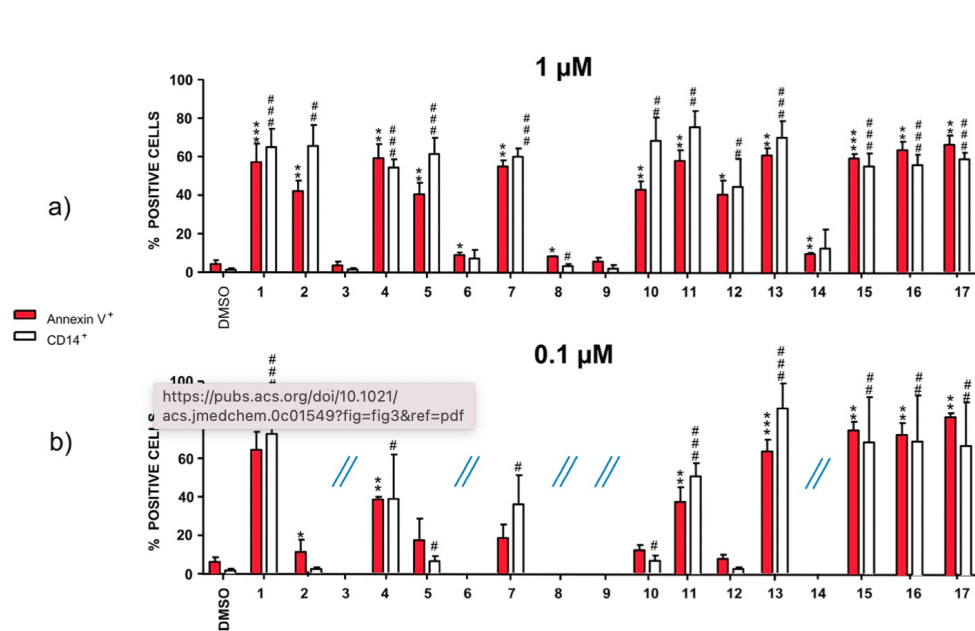 1 µM
100
80
60
40
20
0
% POSITIVE CELLS
a)
* * *
# # #
* *
# #
* *
# # #
* *
# # #
*
* *
# # #
*
#
* *
# #
* *
# #
*
# #
* *
# # #
* *
* * *
# # #
* *
# # #
* *
# # #
DMSO 1 2 3 4 5 6 7 8 9 10 11 12 13 14 15 16 17
Annexin V+
CD14+
0.1 µM
100
https://pubs.acs.org/doi/10.1021/
acs.jmedchem.0c01549?fig=fig3&ref=pdf
60
40
20
0
% POSITIVE CELLS
b)
# #
*
* *
#
#
#
#
* *
# # #
* * *
# # #
* *
# #
* *
# #
* *
# #
DMSO 1 2 3 4 5 6 7 8 9 10 11 12 13 14 15 16 17